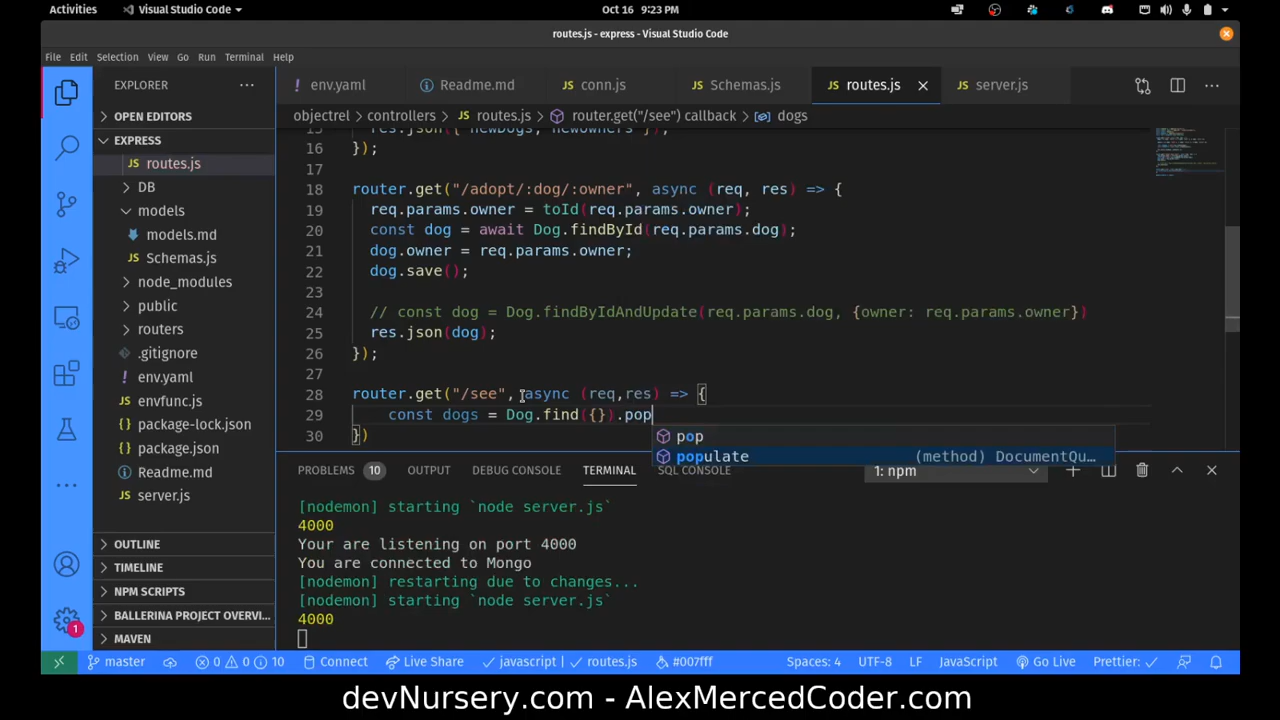 Activities
Visual Studio Code
Oct 16 9:23 PM
routes.js - express - Visual Studio Code
File Edit Selection View Go Run Terminal Help
EXPLORER
! env.yaml
Readme.md
JS conn.js
JS Schemas.js
JS routes.js
JS server.js
OPEN EDITORS
EXPRESS
JS routes.js
DB
models
models.md
JS Schemas.js
node_modules
public
routers
.gitignore
! env.yaml
JS envfunc.js
package-lock.json
package.json
Readme.md
JS server.js
OUTLINE
TIMELINE
NPM SCRIPTS
BALLERINA PROJECT OVERVI...
MAVEN
1
objectrel > controllers > JS routes.js > router.get("/see") callback > dogs
15 res.json({ newDogs, newOwners });
16 });
17
18 router.get("/adopt/:dog/:owner", async (req, res) => {
19 req.params.owner = toId(req.params.owner);
20 const dog = await Dog.findById(req.params.dog);
21 dog.owner = req.params.owner;
22 dog.save();
23
24 // const dog = Dog.findByIdAndUpdate(req.params.dog, {owner: req.params.owner})
25 res.json(dog);
26 });
27
28 router.get("/see", async (req,res) => {
29 const dogs = Dog.find({}).pop
30 })
pop
populate (method) DocumentQu...
PROBLEMS 10 OUTPUT DEBUG CONSOLE TERMINAL SQL CONSOLE
1: npm
[nodemon] starting `node server.js`
4000
Your are listening on port 4000
You are connected to Mongo
[nodemon] restarting due to changes...
[nodemon] starting `node server.js`
4000
master 0 0 10 Connect Live Share javascript | routes.js #007fff Spaces: 4 UTF-8 LF JavaScript Go Live Prettier:
devNursery.com - AlexMercedCoder.com